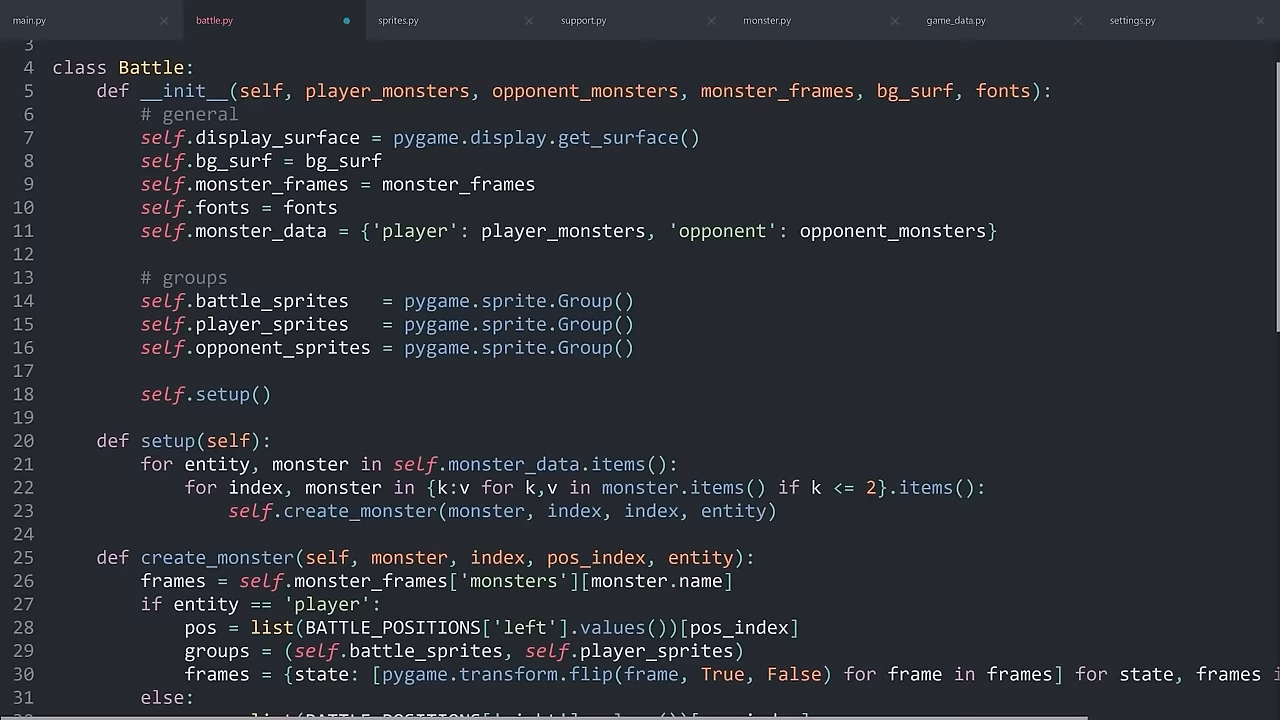 main.py
battle.py
sprites.py
support.py
monster.py
game_data.py
settings.py
3
4 class Battle:
5     def __init__(self, player_monsters, opponent_monsters, monster_frames, bg_surf, fonts):
6         # general
7         self.display_surface = pygame.display.get_surface()
8         self.bg_surf = bg_surf
9         self.monster_frames = monster_frames
10         self.fonts = fonts
11         self.monster_data = {'player': player_monsters, 'opponent': opponent_monsters}
12
13         # groups
14         self.battle_sprites   = pygame.sprite.Group()
15         self.player_sprites   = pygame.sprite.Group()
16         self.opponent_sprites = pygame.sprite.Group()
17
18         self.setup()
19
20     def setup(self):
21         for entity, monster in self.monster_data.items():
22             for index, monster in {k:v for k,v in monster.items() if k <= 2}.items():
23                 self.create_monster(monster, index, index, entity)
24
25     def create_monster(self, monster, index, pos_index, entity):
26         frames = self.monster_frames['monsters'][monster.name]
27         if entity == 'player':
28             pos = list(BATTLE_POSITIONS['left'].values())[pos_index]
29             groups = (self.battle_sprites, self.player_sprites)
30             frames = {state: [pygame.transform.flip(frame, True, False) for frame in frames] for state, frames
31         else: